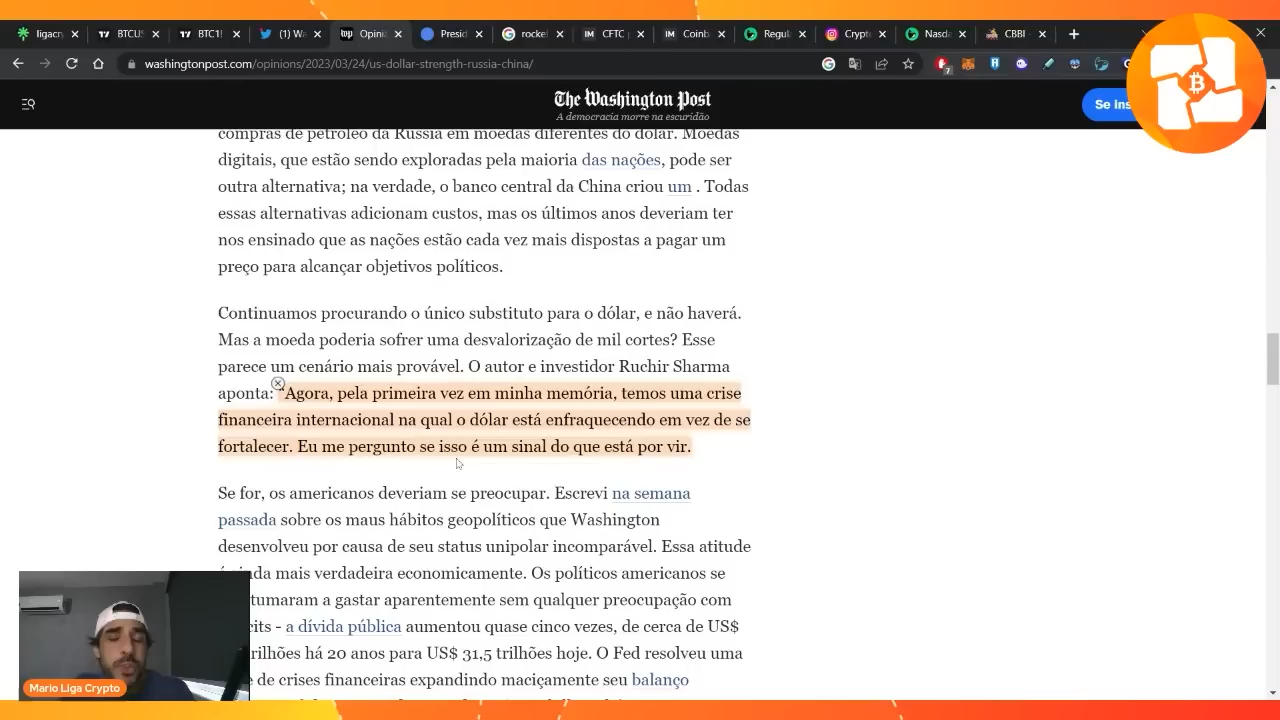 ligacr
BTCUS
BTC1!
(1) Wa
Opini
Presid
rocke
CFTC
Coinb
Regul
Crypt
Nasda
CBBI -
washingtonpost.com/opinions/2023/03/24/us-dollar-strength-russia-china/
7
The Washington Post
A democracia morre na escuridão
Se ins
compras de petróleo da Rússia em moedas diferentes do dólar. Moedas
digitais, que estão sendo exploradas pela maioria das nações, pode ser
outra alternativa; na verdade, o banco central da China criou um . Todas
essas alternativas adicionam custos, mas os últimos anos deveriam ter
nos ensinado que as nações estão cada vez mais dispostas a pagar um
preço para alcançar objetivos políticos.
Continuamos procurando o único substituto para o dólar, e não haverá.
Mas a moeda poderia sofrer uma desvalorização de mil cortes? Esse
parece um cenário mais provável. O autor e investidor Ruchir Sharma
aponta: “Agora, pela primeira vez em minha memória, temos uma crise
financeira internacional na qual o dólar está enfraquecendo em vez de se
fortalecer. Eu me pergunto se isso é um sinal do que está por vir.
Se for, os americanos deveriam se preocupar. Escrevi na semana
passada sobre os maus hábitos geopolíticos que Washington
desenvolveu por causa de seu status unipolar incomparável. Essa atitude
inda mais verdadeira economicamente. Os políticos americanos se
tumaram a gastar aparentemente sem qualquer preocupação com
cits - a dívida pública aumentou quase cinco vezes, de cerca de US$
rilhões há 20 anos para US$ 31,5 trilhões hoje. O Fed resolveu uma
e de crises financeiras expandindo maciçamente seu balanço
Mario Liga Crypto